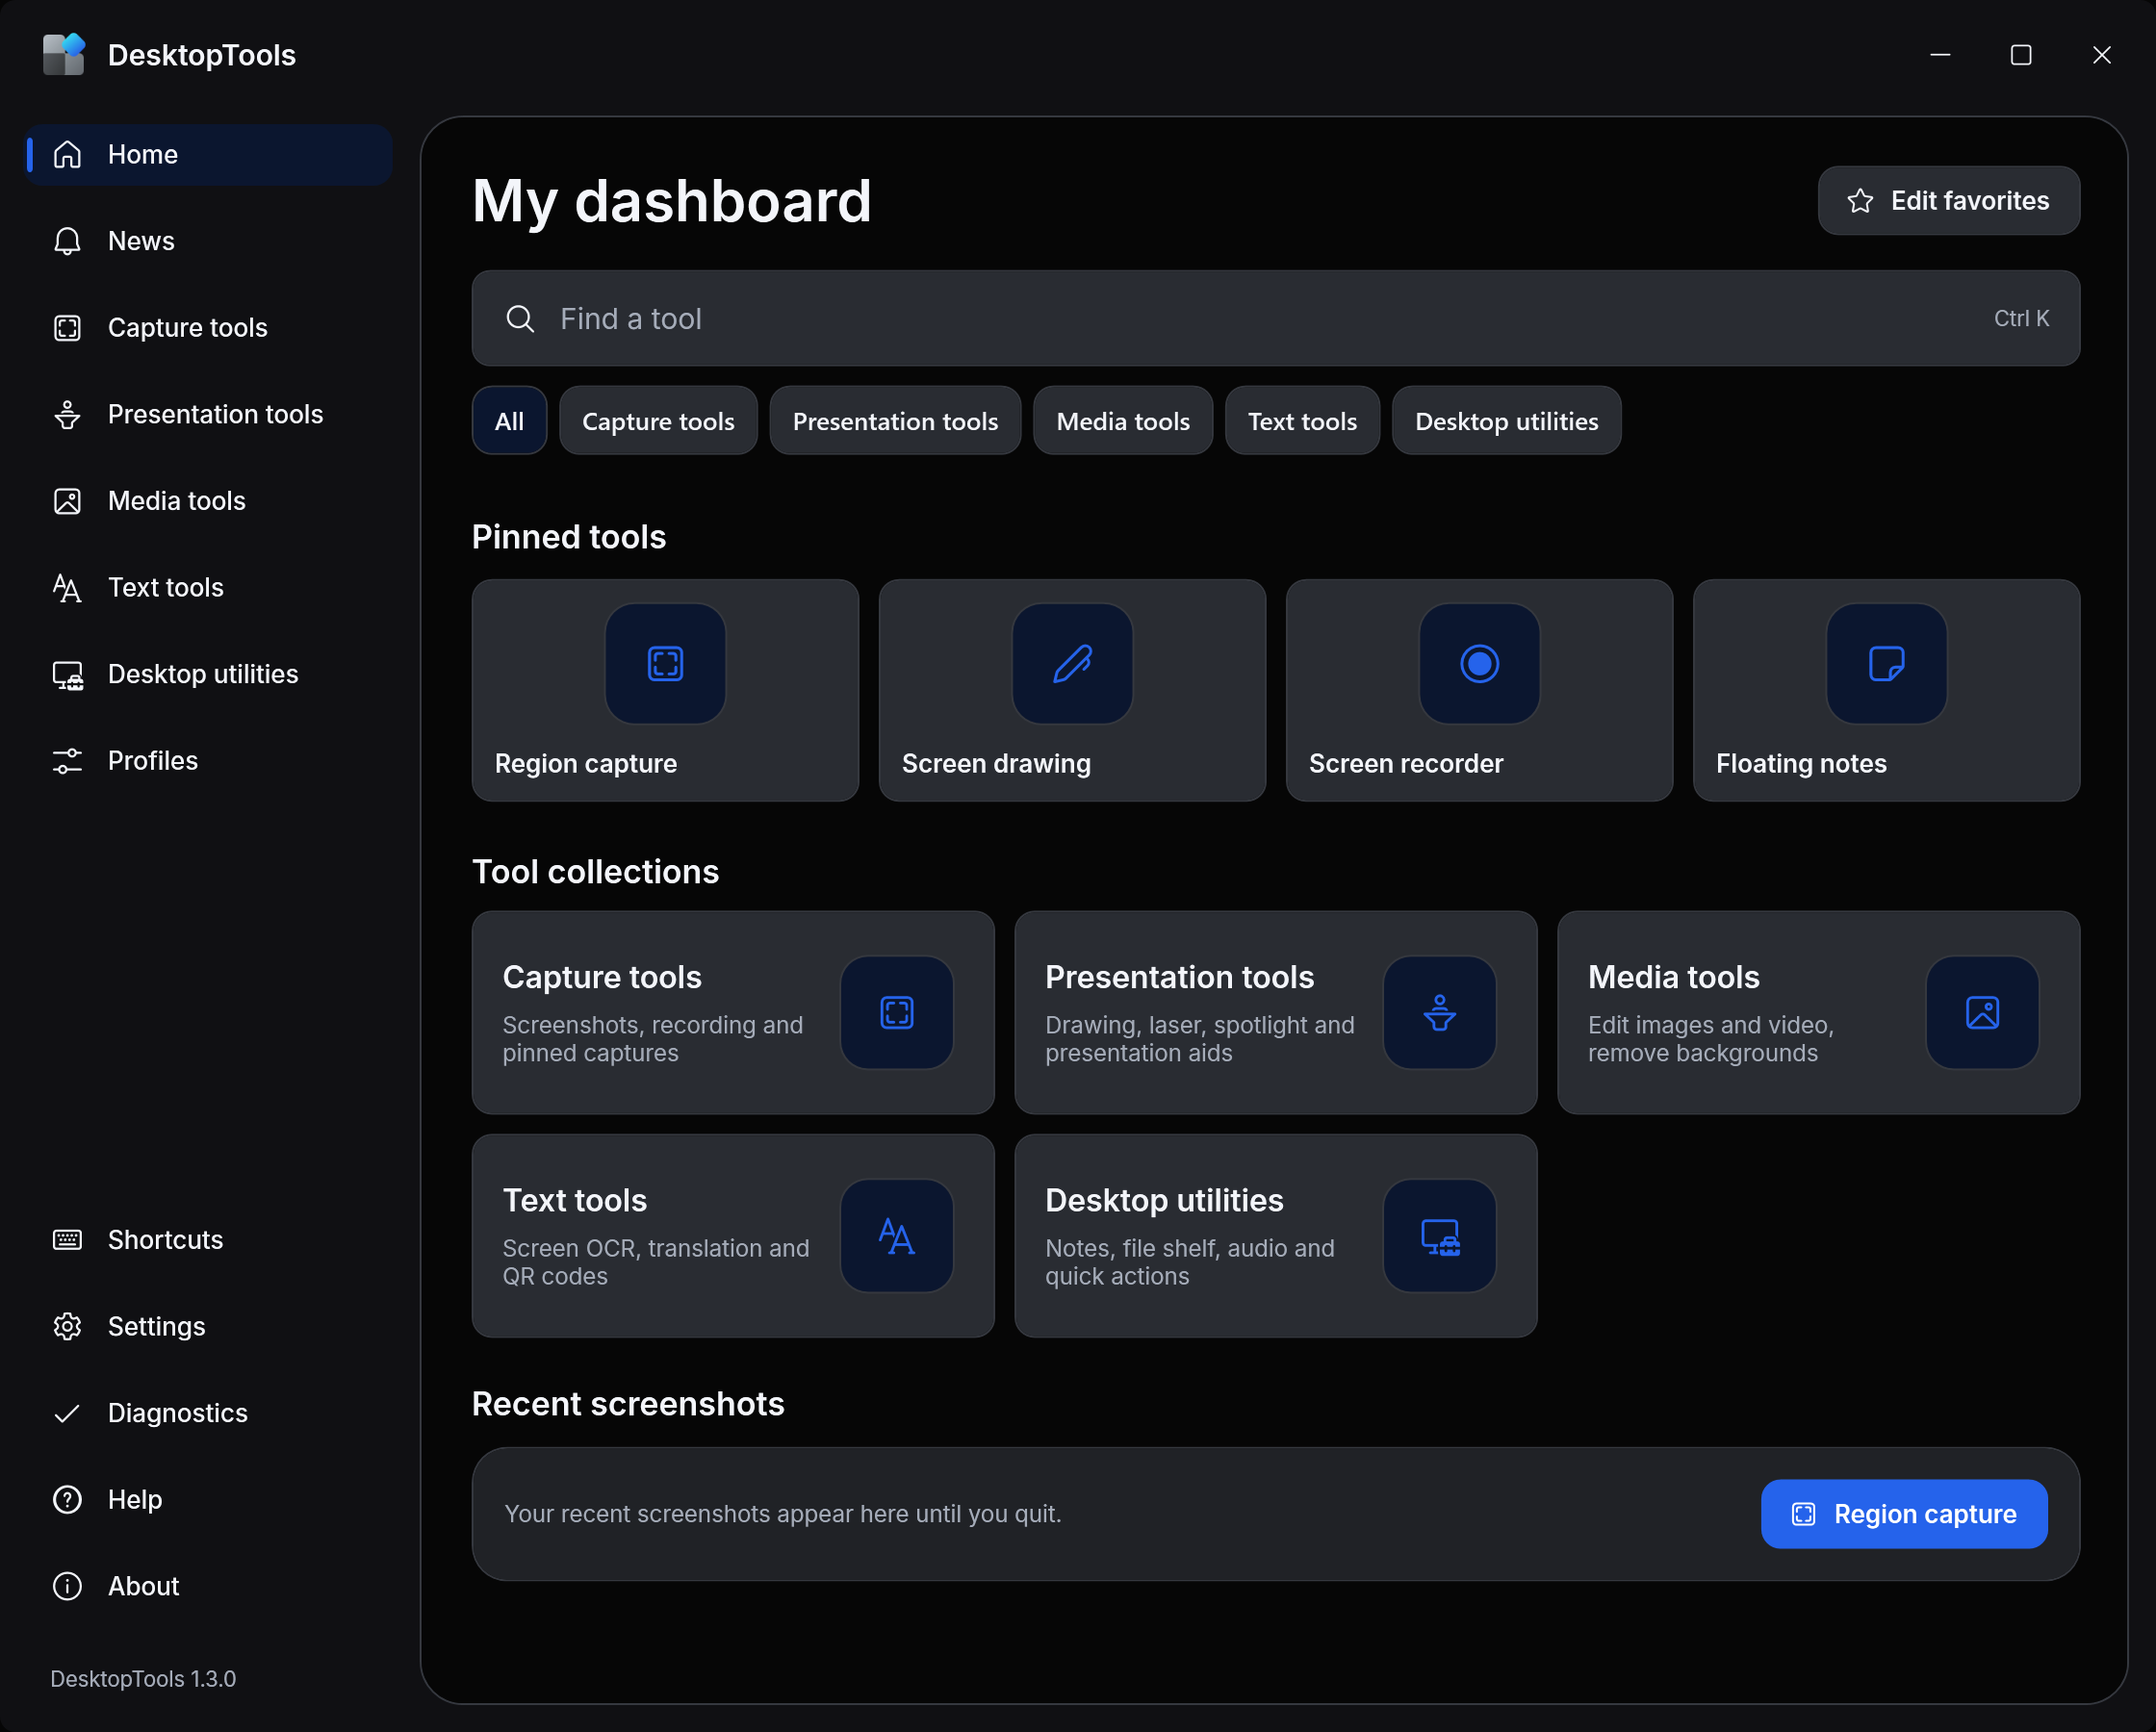 DesktopTools
Home
News
Capture tools
Presentation tools
Media tools
Text tools
Desktop utilities
Profiles
Shortcuts
Settings
Diagnostics
Help
About
DesktopTools 1.3.0
My dashboard
Edit favorites
Find a tool
Ctrl K
All
Capture tools
Presentation tools
Media tools
Text tools
Desktop utilities
Pinned tools
Region capture
Screen drawing
Screen recorder
Floating notes
Tool collections
Capture tools
Screenshots, recording and
pinned captures
Presentation tools
Drawing, laser, spotlight and
presentation aids
Media tools
Edit images and video,
remove backgrounds
Text tools
Screen OCR, translation and
QR codes
Desktop utilities
Notes, file shelf, audio and
quick actions
Recent screenshots
Your recent screenshots appear here until you quit.
Region capture